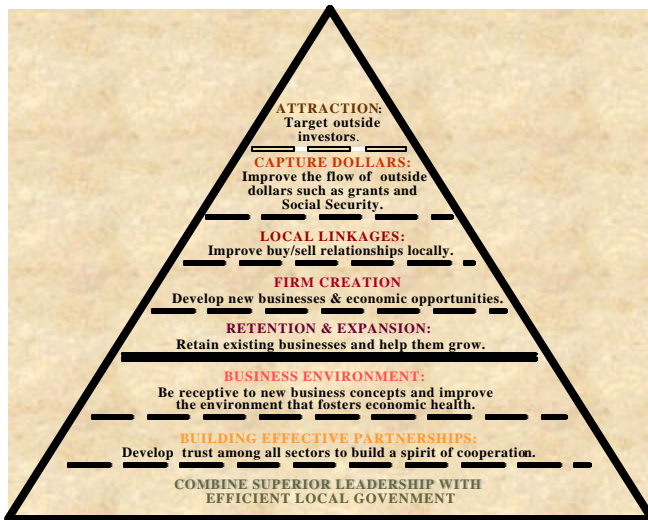 ATTRACTION:
Target outside
investors.
CAPTURE DOLLARS:
Improve the flow of outside
dollars such as grants and
Social Security.
LOCAL LINKAGES:
Improve buy/sell relationships locally.
FIRM CREATION
Develop new businesses & economic opportunities.
RETENTION & EXPANSION:
Retain existing businesses and help them grow.
BUSINESS ENVIRONMENT:
Be receptive to new business concepts and improve
the environment that fosters economic health.
BUILDING EFFECTIVE PARTNERSHIPS:
Develop trust among all sectors to build a spirit of cooperation.
COMBINE SUPERIOR LEADERSHIP WITH
EFFICIENT LOCAL GOVENMENT